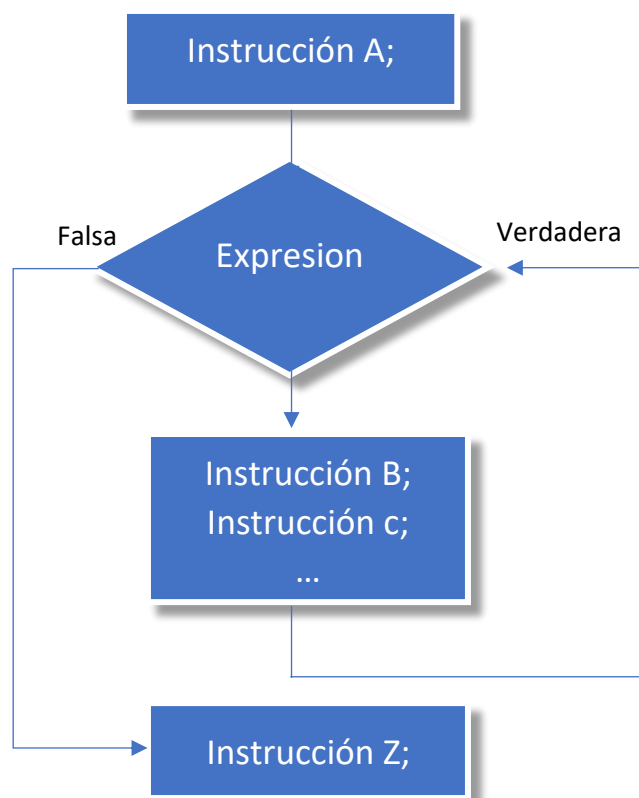 Instrucción A;
Falsa
Verdadera
Expresion
Instrucción B;
Instrucción c;
...
Instrucción Z;